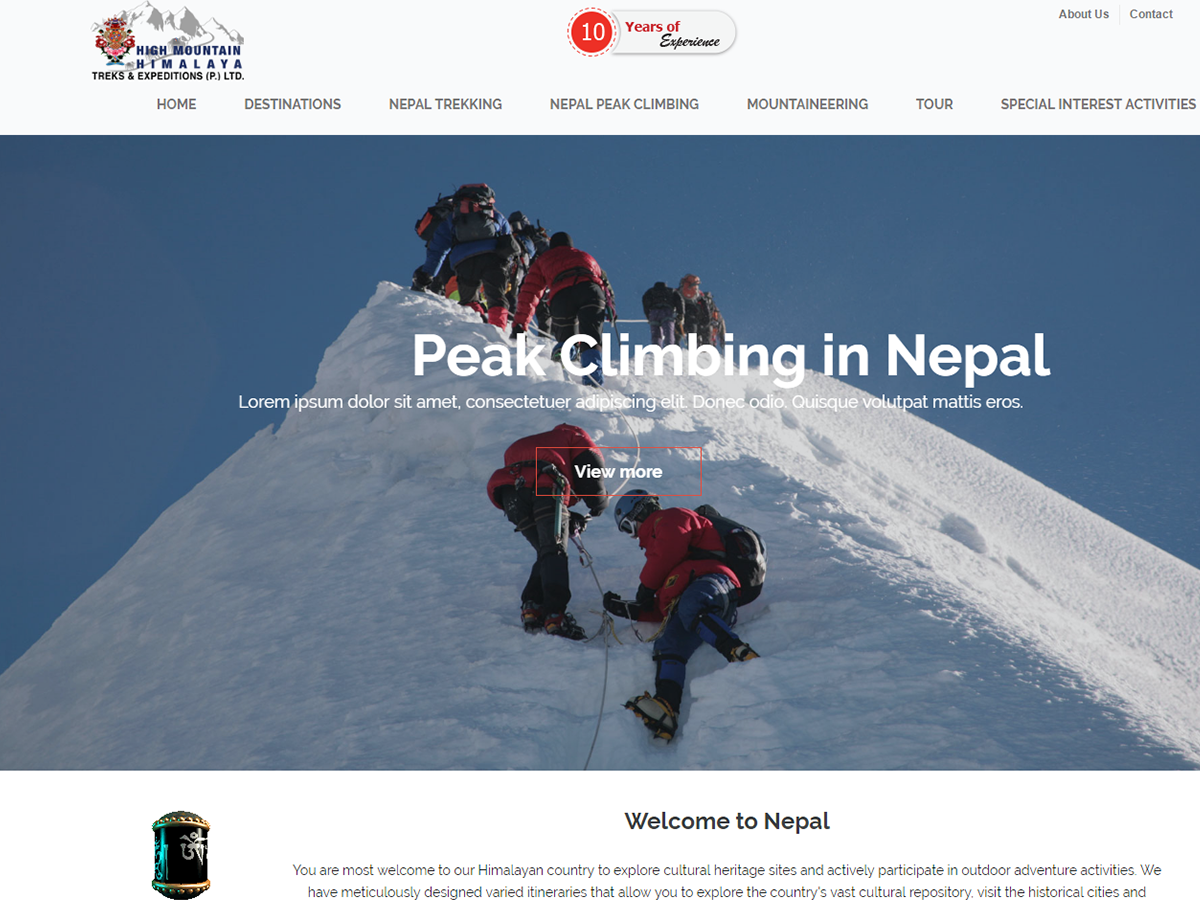 HIGH MOUNTAIN
HIMALAYA
TREKS & EXPEDITIONS (P.) LTD.
10
Years of
Experience
About Us
Contact
HOME
DESTINATIONS
NEPAL TREKKING
NEPAL PEAK CLIMBING
MOUNTAINEERING
TOUR
SPECIAL INTEREST ACTIVITIES
Peak Climbing in Nepal
Lorem ipsum dolor sit amet, consectetuer adipiscing elit. Donec odio. Quisque volutpat mattis eros.
View more
Welcome to Nepal
You are most welcome to our Himalayan country to explore cultural heritage sites and actively participate in outdoor adventure activities. We
have meticulously designed varied itineraries that allow you to explore the country's vast cultural repository, visit the historical cities and